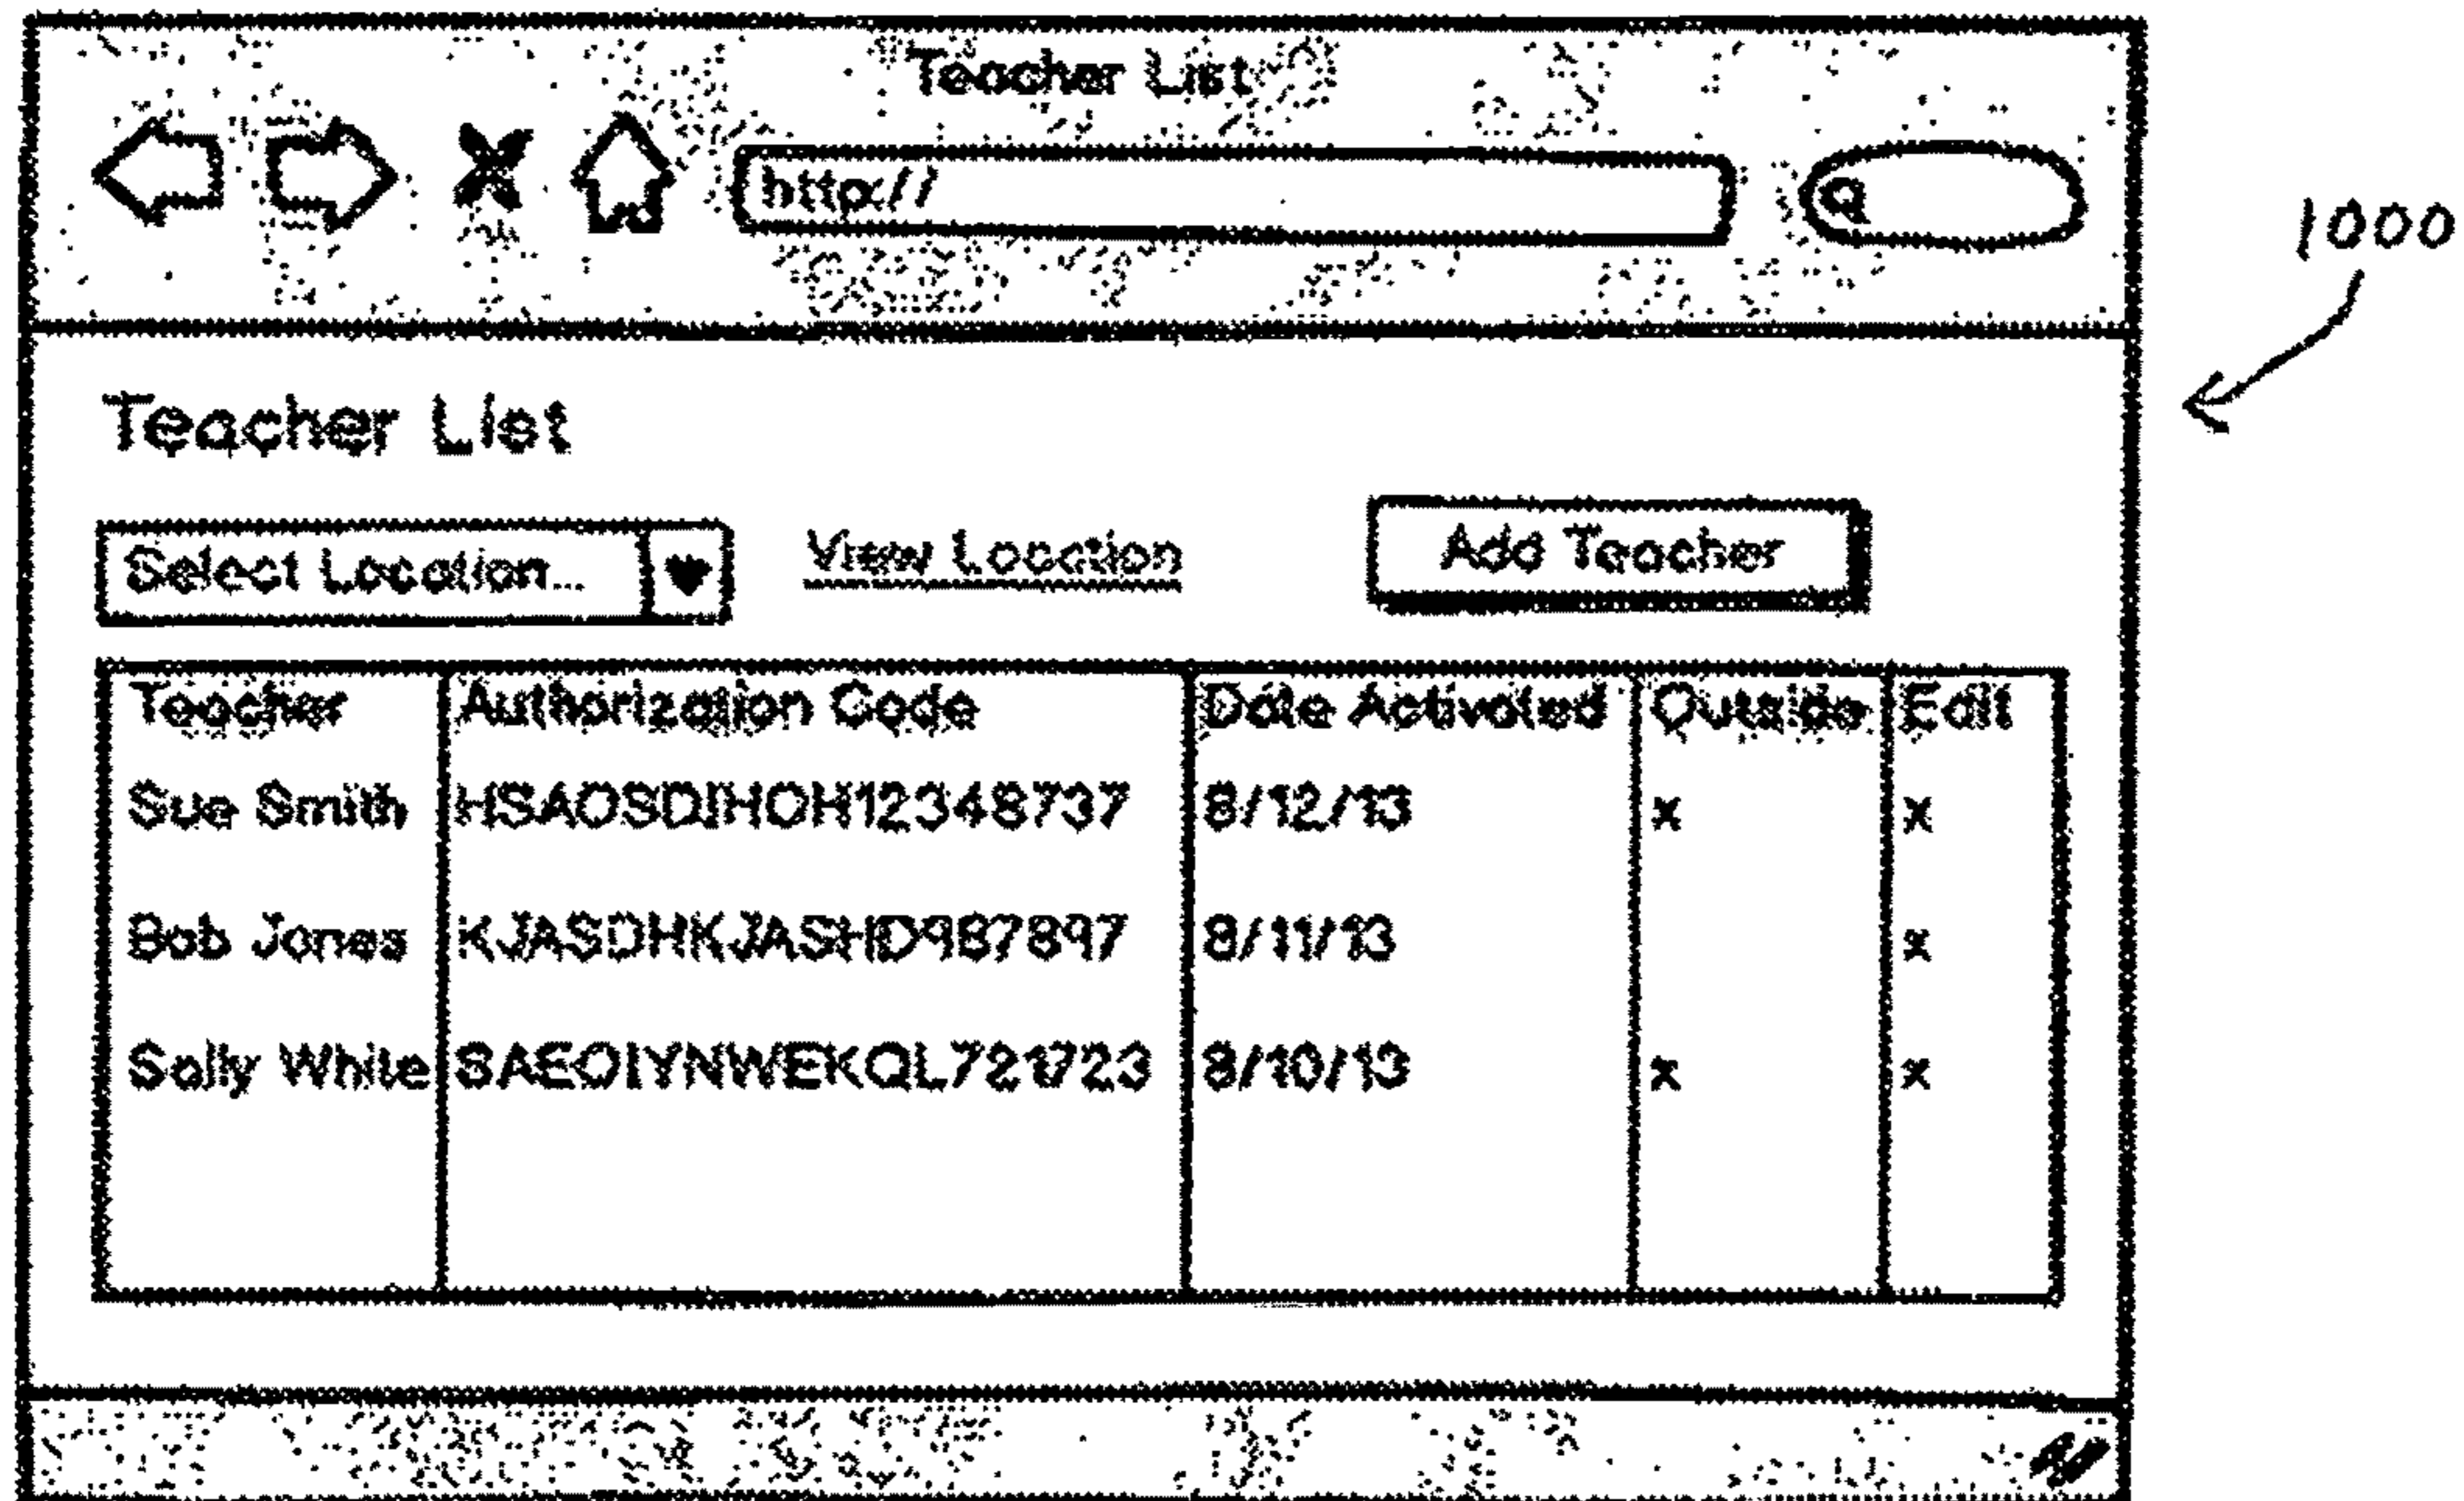 Teacher List
http://
1000
Teacher List
Select Location... View Location Add Teacher
Teacher Authorization Code Date Activated Outside Edit
Sue Smith HSAOSDIHOH12348737 8/12/13 x x
Bob Jones KJASDHKJASHD987897 8/11/13 x
Sally White SAEOIYNWEKQL721723 8/10/13 x x